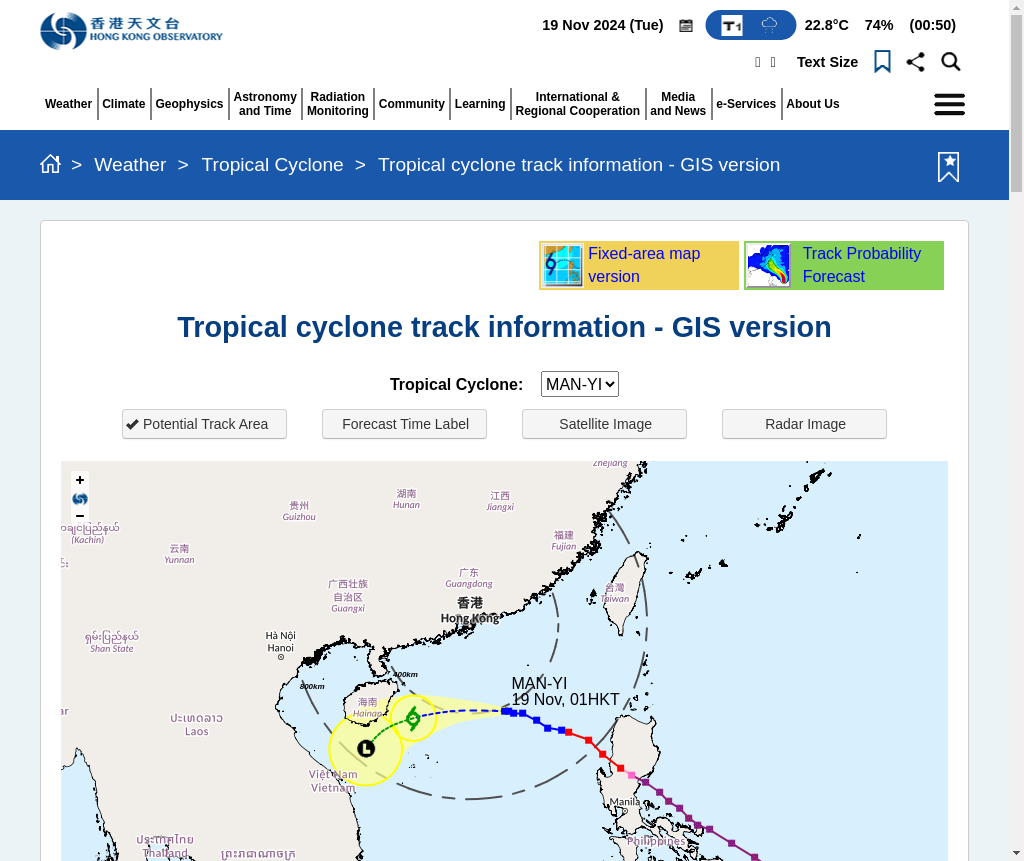 香港天文台
HONG KONG OBSERVATORY
19 Nov 2024 (Tue)
T1
22.8°C 74% (00:50)
Text Size
Weather
Climate
Geophysics
Astronomy
and Time
Radiation
Monitoring
Community
Learning
International &
Regional Cooperation
Media
and News
e-Services
About Us
> Weather > Tropical Cyclone > Tropical cyclone track information - GIS version
Fixed-area map
version
Track Probability
Forecast
Tropical cyclone track information - GIS version
Tropical Cyclone: MAN-YI
Potential Track Area
Forecast Time Label
Satellite Image
Radar Image
Zhejiang
+
−
湖南
Hunan
江西
Jiangxi
贵州
Guizhou
(Kachin)
福建
Fujian
云南
Yunnan
广东
Guangdong
广西壮族
自治区
Guangxi
台灣
Taiwan
香港
Hong Kong
ရှမ်းပြည်နယ်
Shan State
Hà Nội
Hanoi
400km
800km
MAN-YI
19 Nov, 01HKT
海南
Hainan
ar
ປະເທດລາວ
Laos
L
Việt Nam
Vietnam
Manila
Philippines
ประเทศไทย
Thailand
ព្រះរាជាណាចក្រ